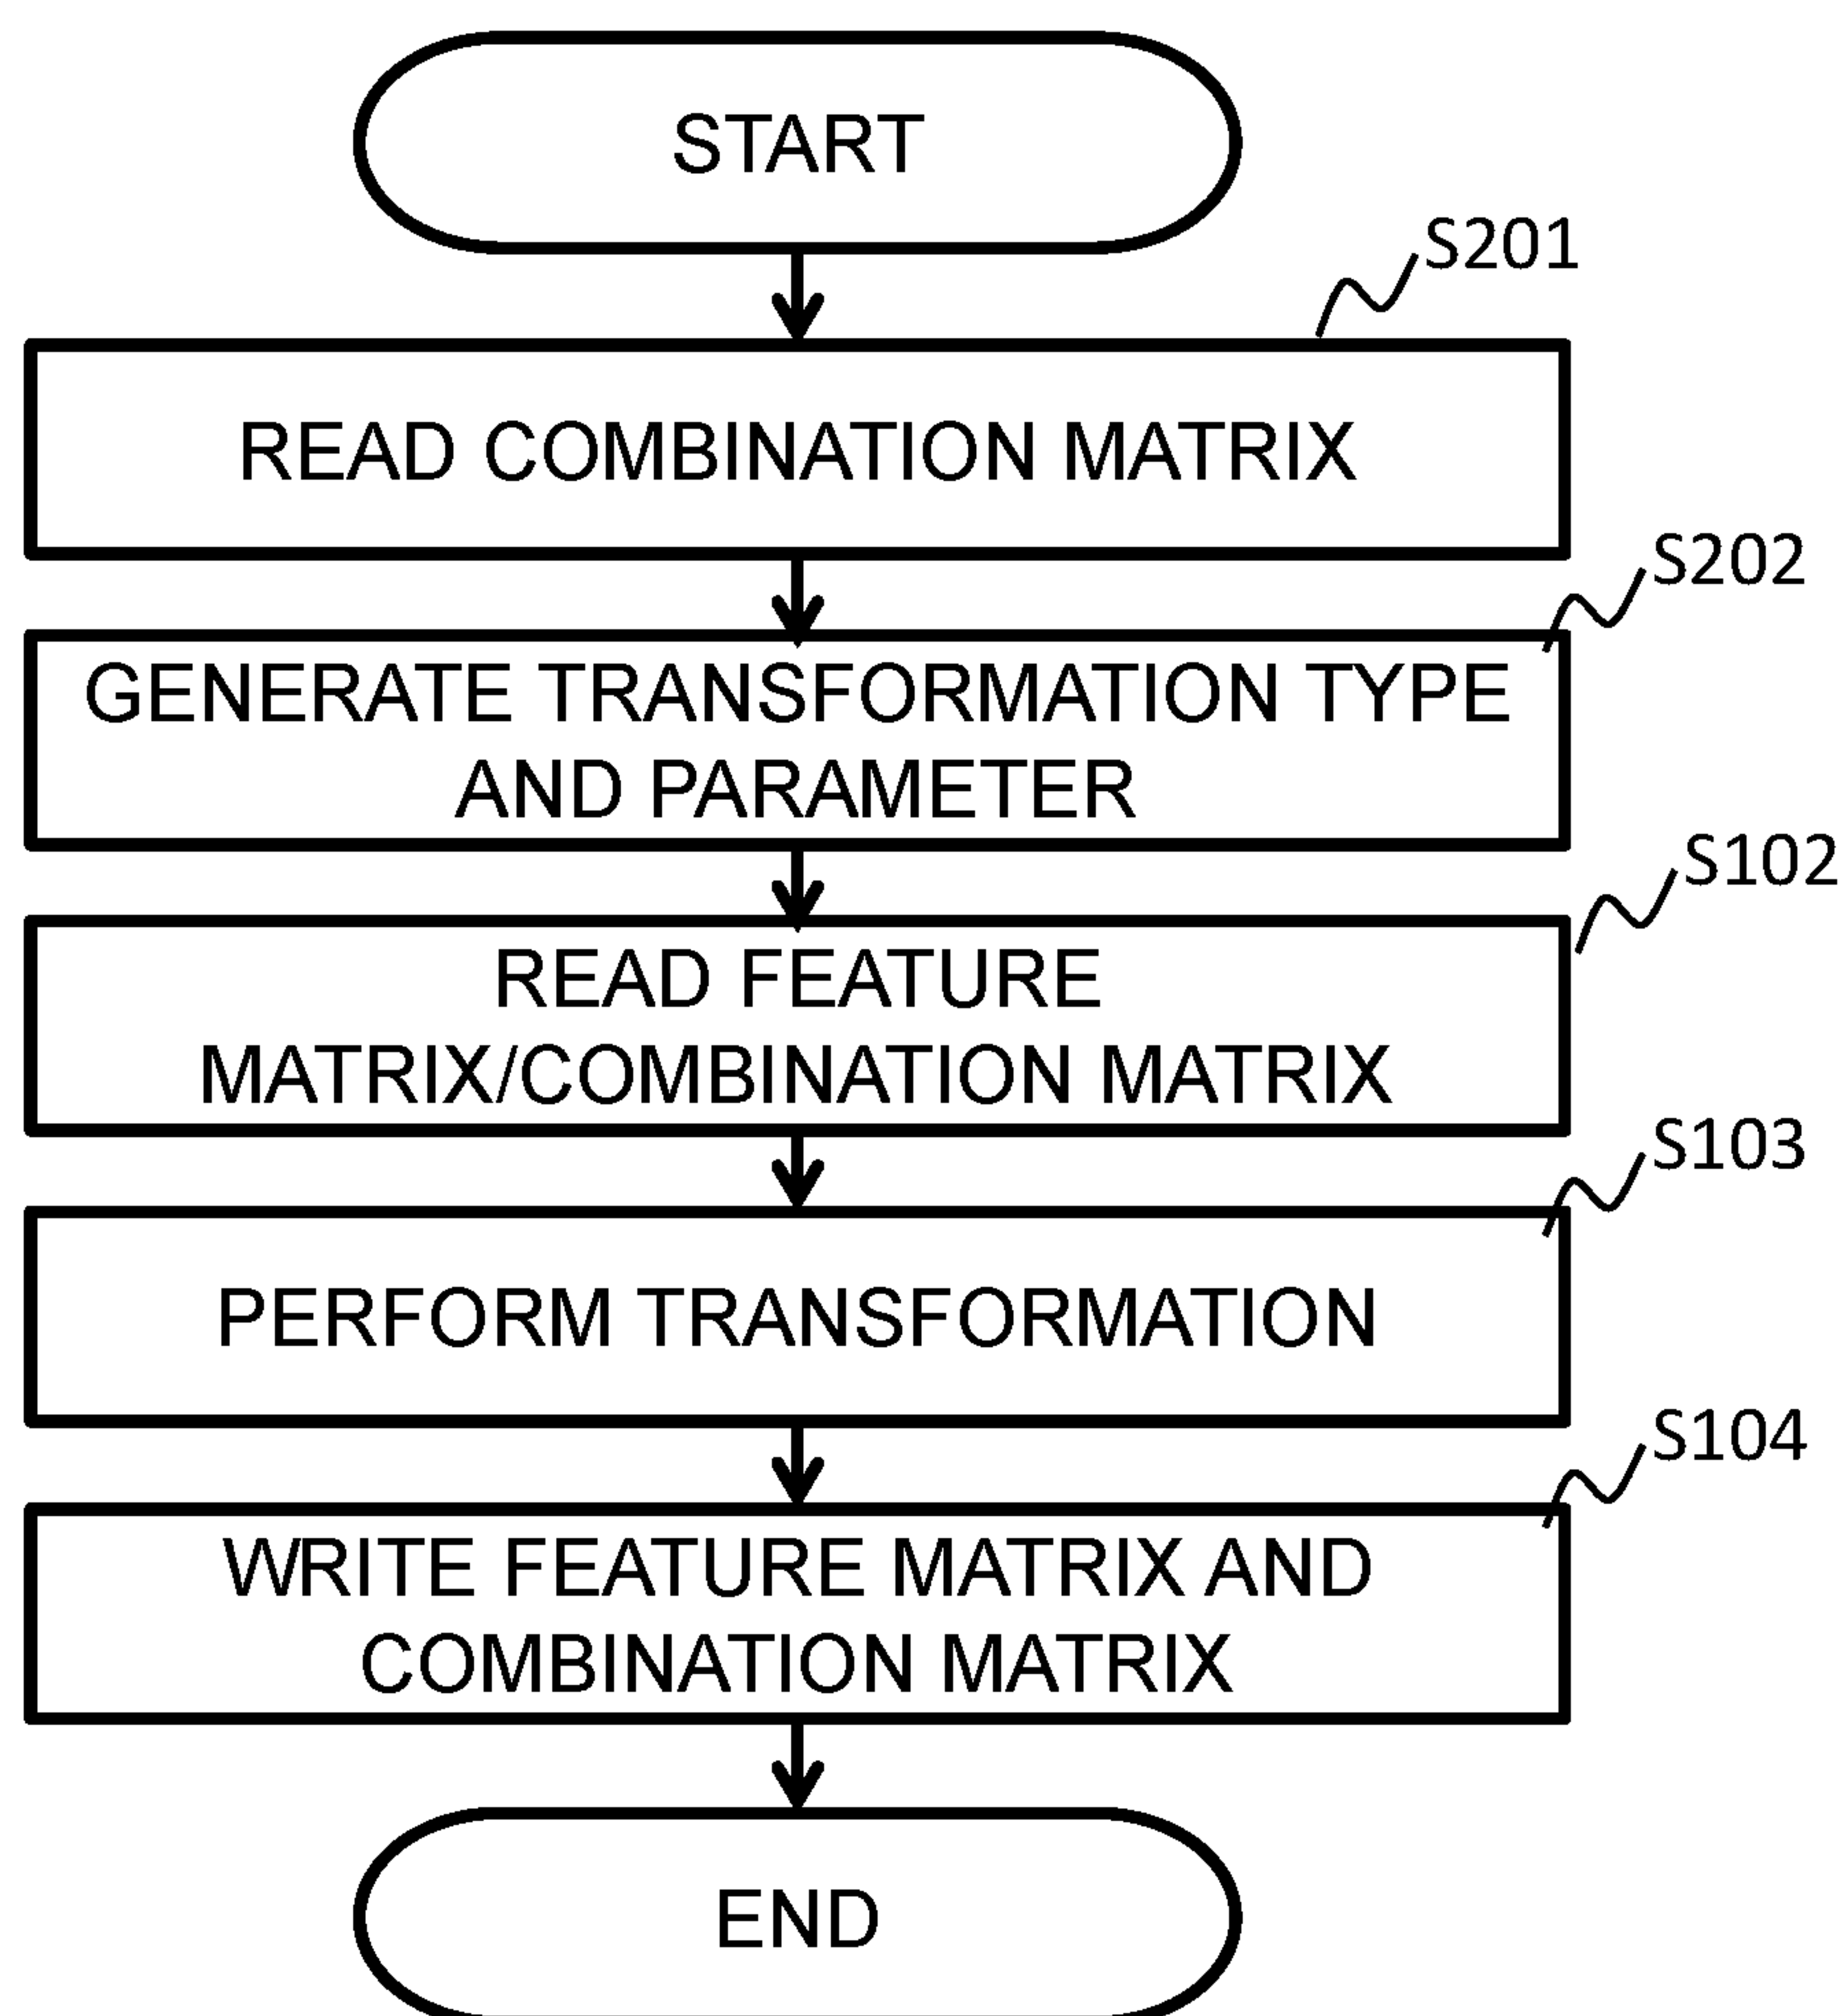 START
S201
READ COMBINATION MATRIX
S202
GENERATE TRANSFORMATION TYPE
AND PARAMETER
S102
READ FEATURE
MATRIX/COMBINATION MATRIX
S103
PERFORM TRANSFORMATION
S104
WRITE FEATURE MATRIX AND
COMBINATION MATRIX
END